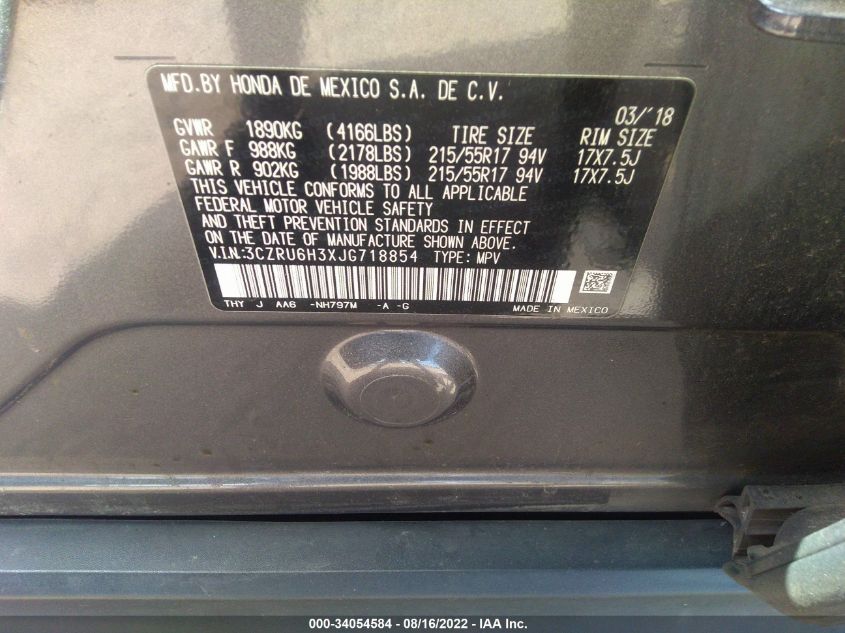 MFD.BY HONDA DE MEXICO S.A. DE C.V.
03/'18
GVWR 1890KG (4166LBS) TIRE SIZE RIM SIZE
GAWR F 988KG (2178LBS) 215/55R17 94V 17X7.5J
GAWR R 902KG (1988LBS) 215/55R17 94V 17X7.5J
THIS VEHICLE CONFORMS TO ALL APPLICABLE
FEDERAL MOTOR VEHICLE SAFETY
AND THEFT PREVENTION STANDARDS IN EFFECT
ON THE DATE OF MANUFACTURE SHOWN ABOVE.
V.I.N:3CZRU6H3XJG718854 TYPE: MPV
THY J AA6 -NH797M -A -G MADE IN MEXICO
000-34054584 - 08/16/2022 - IAA Inc.